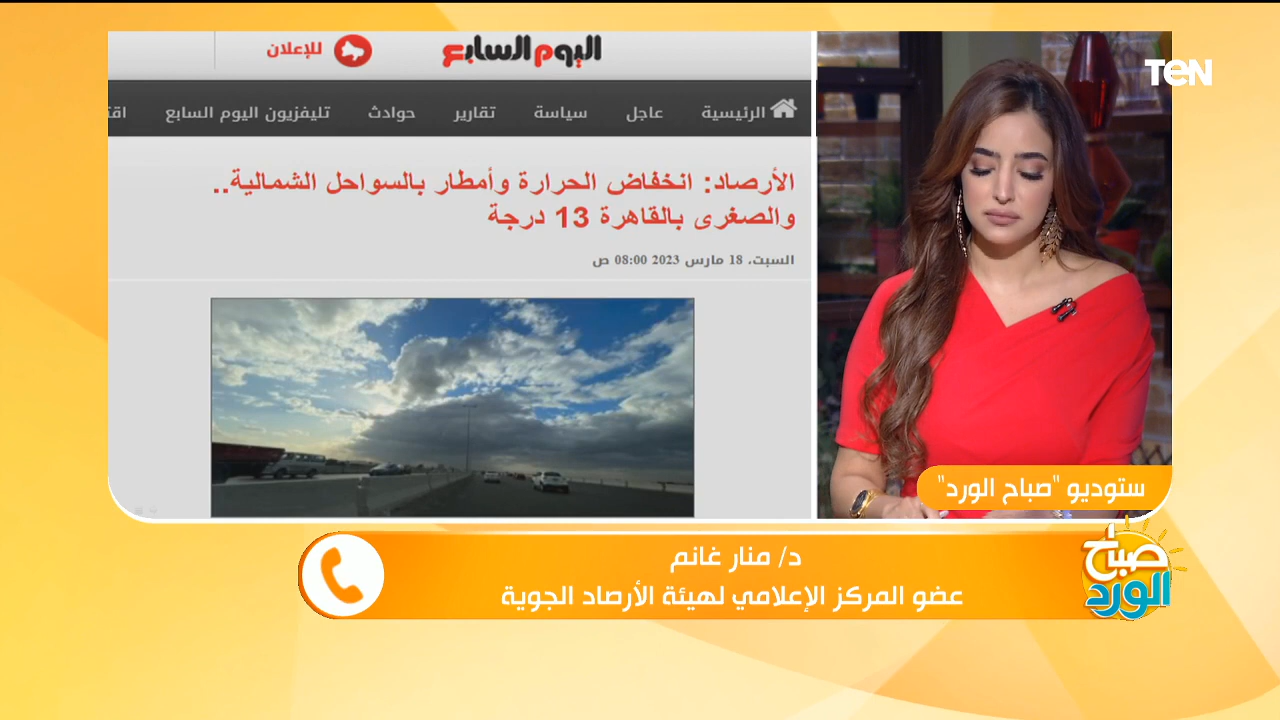 TEN
اليوم السابع
للإعلان
الرئيسية عاجل سياسة تقارير حوادث تليفزيون اليوم السابع اقت
الأرصاد: انخفاض الحرارة وأمطار بالسواحل الشمالية..
والصغرى بالقاهرة 13 درجة
السبت، 18 مارس 2023 08:00 ص
ستوديو "صباح الورد"
د/ منار غانم
عضو المركز الإعلامي لهيئة الأرصاد الجوية
صباح
الورد